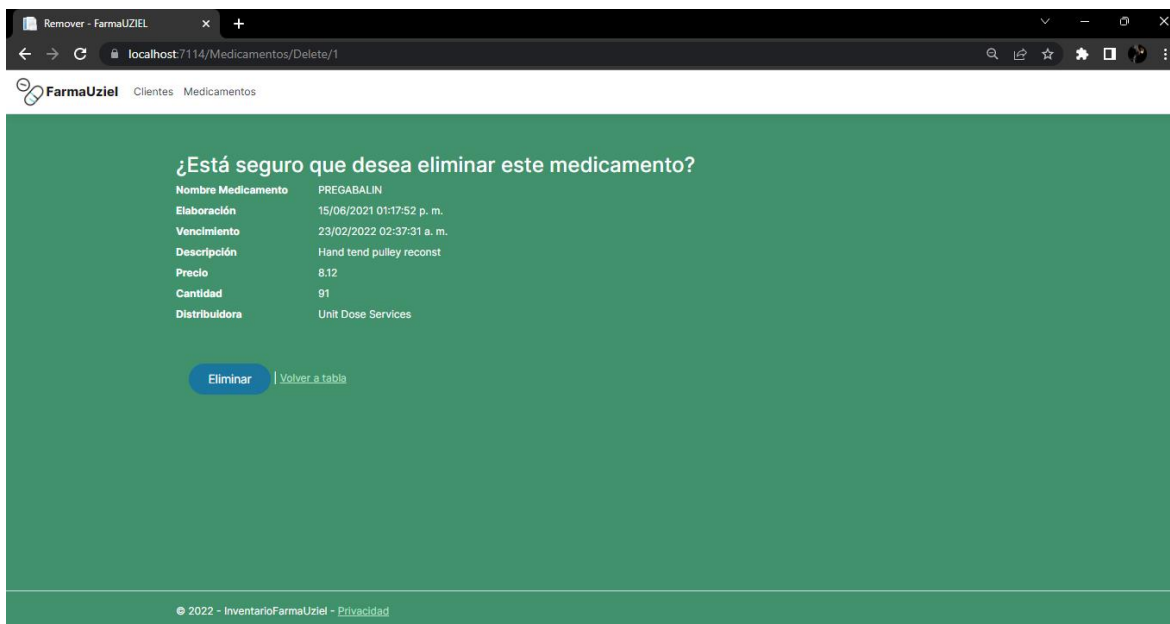 Remover - FarmaUZIEL
localhost:7114/Medicamentos/Delete/1
FarmaUziel Clientes Medicamentos
¿Está seguro que desea eliminar este medicamento?
Nombre Medicamento PREGABALIN
Elaboración 15/06/2021 01:17:52 p. m.
Vencimiento 23/02/2022 02:37:31 a. m.
Descripción Hand tend pulley reconst
Precio 8.12
Cantidad 91
Distribuidora Unit Dose Services
Eliminar | Volver a tabla
© 2022 - InventarioFarmaUziel - Privacidad